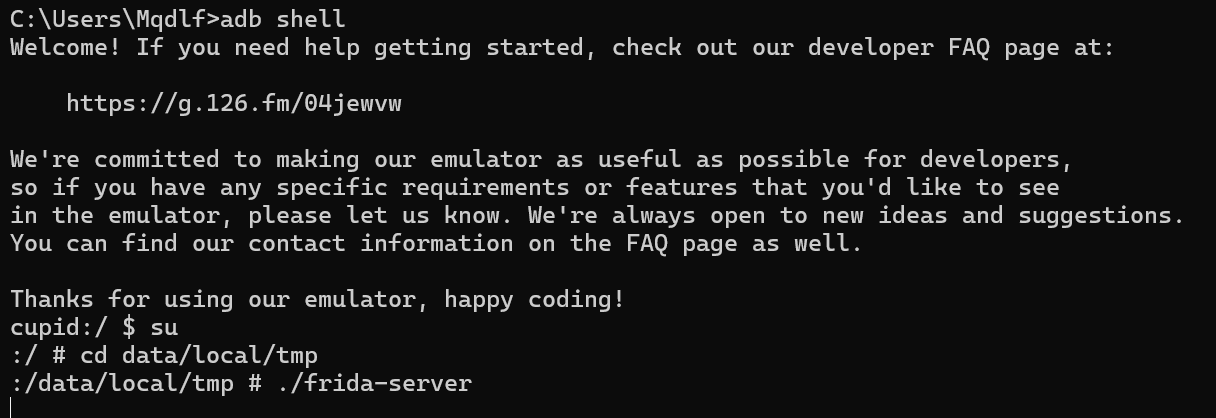 C:\Users\Mqdlf>adb shell
Welcome! If you need help getting started, check out our developer FAQ page at:
https://g.126.fm/04jewvw
We're committed to making our emulator as useful as possible for developers,
so if you have any specific requirements or features that you'd like to see
in the emulator, please let us know. We're always open to new ideas and suggestions.
You can find our contact information on the FAQ page as well.
Thanks for using our emulator, happy coding!
cupid:/ $ su
:/ # cd data/local/tmp
:/data/local/tmp # ./frida-server